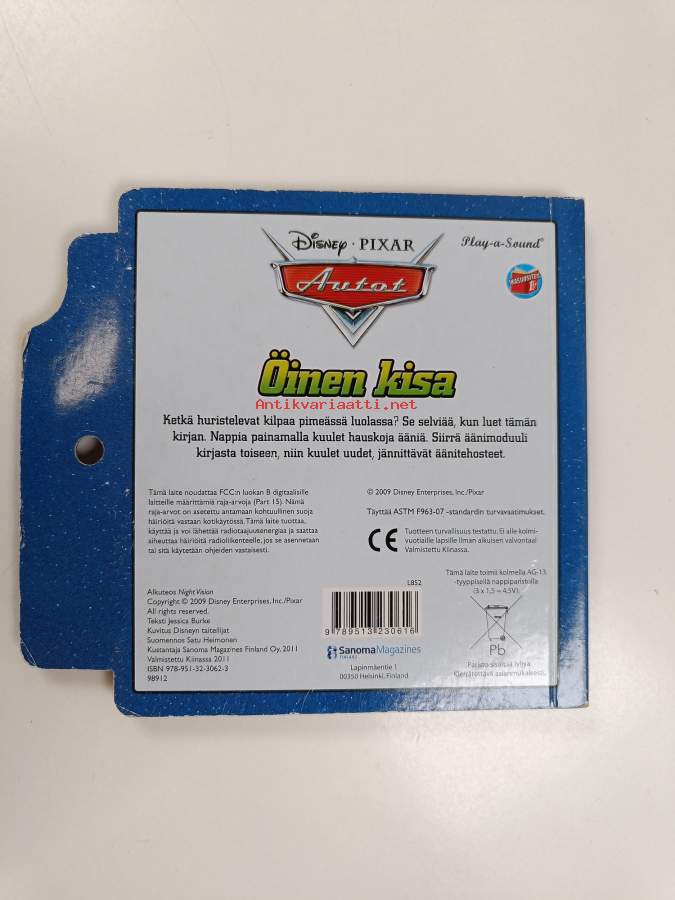 Disney · PIXAR
Autot
Play-a-Sound®
Öinen kisa
Antikvariaatti.net
Ketkä huristelevat kilpaa pimeässä luolassa? Se selviää, kun luet tämän
kirjan. Nappia painamalla kuulet hauskoja ääniä. Siirrä äänimoduuli
kirjasta toiseen, niin kuulet uudet, jännittävät äänitehosteet.
Tämä laite noudattaa FCC:n luokan B digitaalisille
laitteille määrittämiä raja-arvoja (Part 15). Nämä
raja-arvot on asetettu antamaan kohtuullinen suoja
häiriöitä vastaan kotikäytössä. Tämä laite tuottaa,
käyttää ja voi lähettää radiotaajuusenergiaa ja saattaa
aiheuttaa häiriöitä radioliikenteelle, jos se asennetaan
tai sitä käytetään ohjeiden vastaisesti.
© 2009 Disney Enterprises, Inc./Pixar
Täyttää ASTM F963-07 -standardin turvavaatimukset.
CE
Tuotteen turvallisuus testattu. Ei alle kolmi-
vuotiaille lapsille ilman aikuisen valvontaa!
Valmistettu Kiinassa.
Tämä laite toimii kolmella AG-13
-tyyppisellä nappiparistolla
(3 x 1,5 = 4,5V).
Pb
Paristo sisältää lyijyä.
Kierrätettävä asianmukaisesti.
Alkuteos Night Vision
Copyright © 2009 Disney Enterprises, Inc./Pixar
All rights reserved.
Teksti Jessica Burke
Kuvitus Disneyn taiteilijat
Suomennos Satu Heimonen
Kustantaja Sanoma Magazines Finland Oy, 2011
Valmistettu Kiinassa 2011
ISBN 978-951-32-3062-3
98912
L852
9 789513 230616
SanomaMagazines
FINLAND
Lapinmäentie 1
00350 Helsinki, Finland